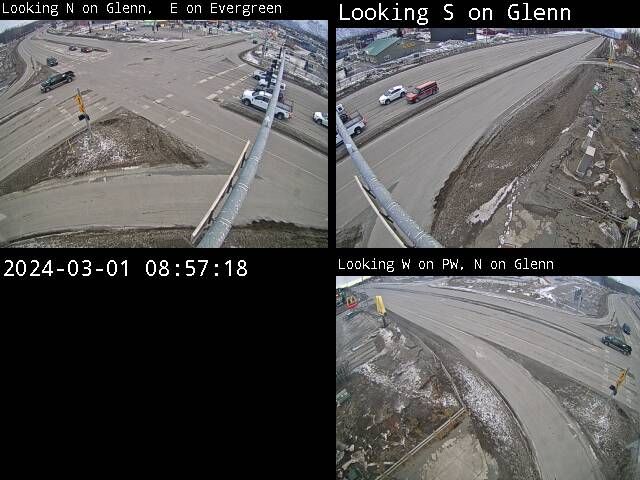 Looking N on Glenn,  E on Evergreen
Looking S on Glenn
2024-03-01 08:57:18
Looking W on PW, N on Glenn